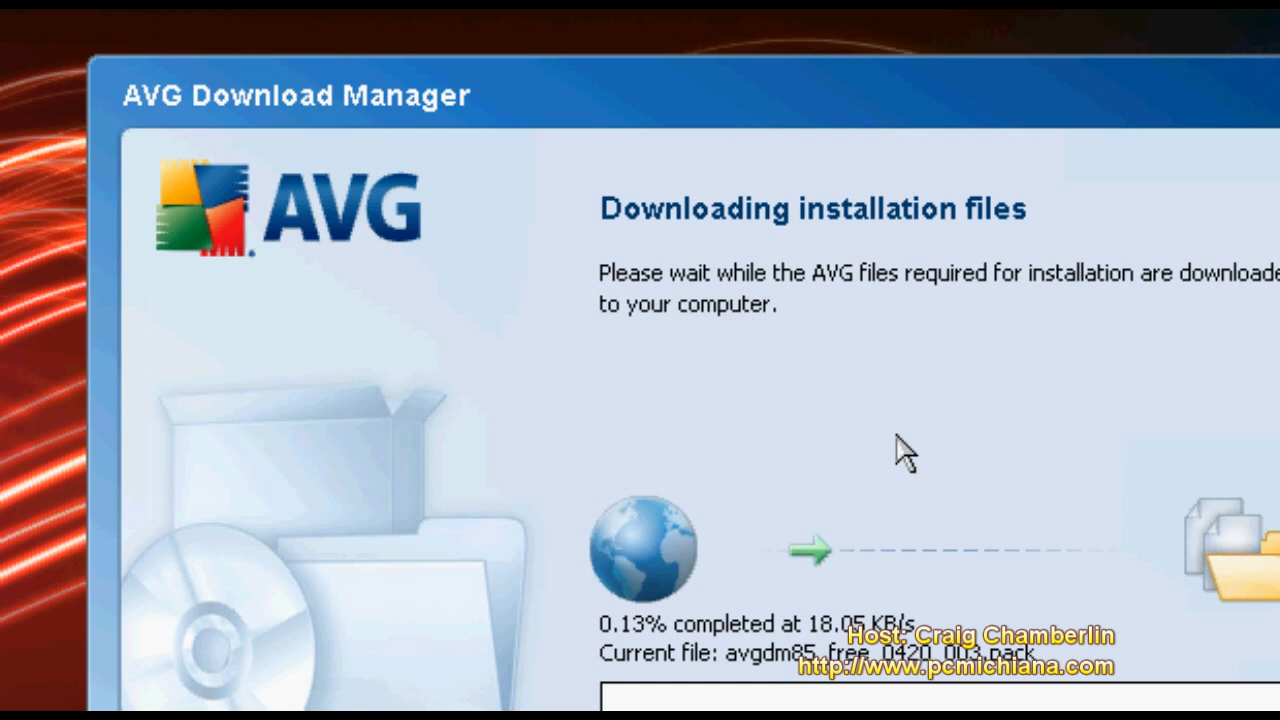 AVG Download Manager
AVG
Downloading installation files
Please wait while the AVG files required for installation are downloade
to your computer.
0.13% completed at 18.05 KB/s
Host: Craig Chamberlin
Current file: avgdm85_free_0420_003.pack
http://www.pcmichiana.com